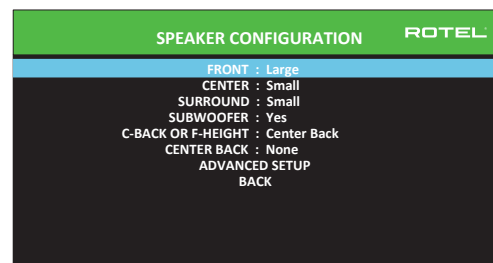 SPEAKER CONFIGURATION
ROTEL
FRONT : Large
CENTER : Small
SURROUND : Small
SUBWOOFER : Yes
C-BACK OR F-HEIGHT : Center Back
CENTER BACK : None
ADVANCED SETUP
BACK